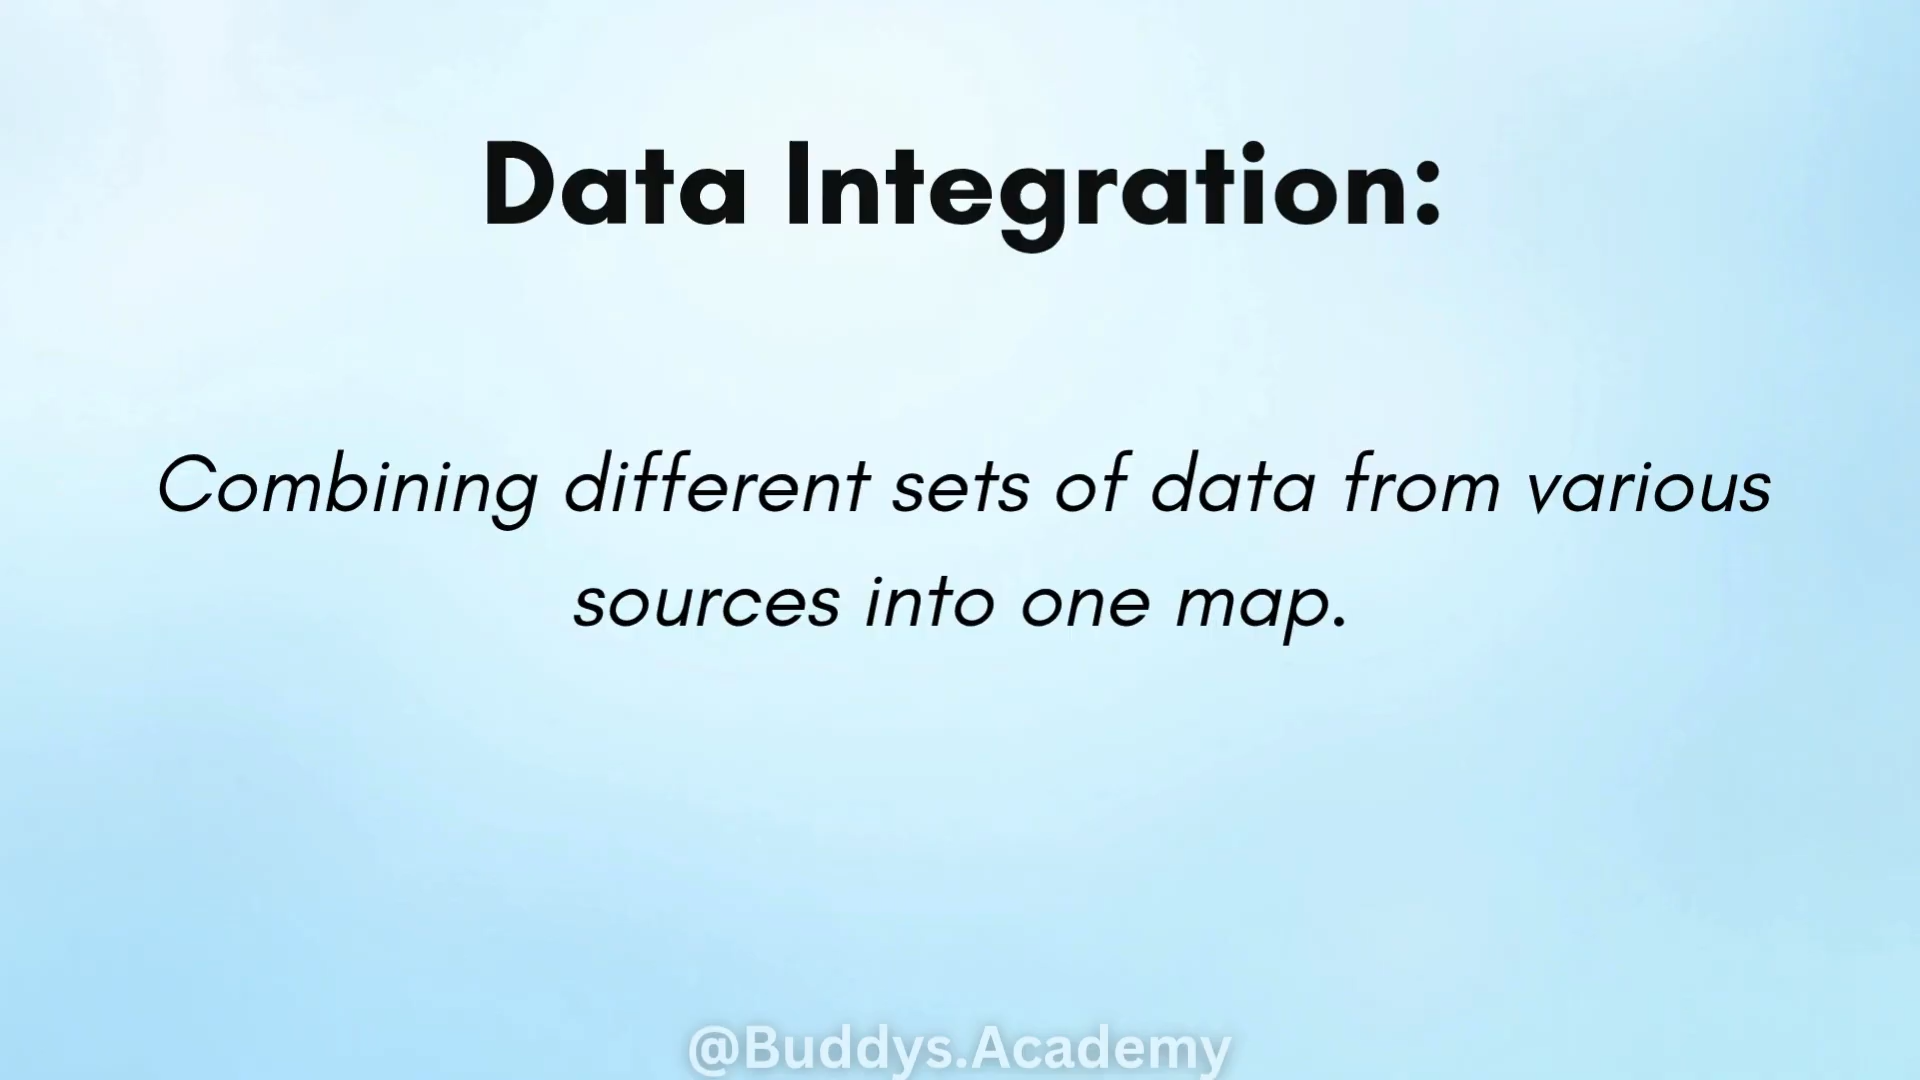 Data Integration:
Combining different sets of data from various
sources into one map.
@Buddys.Academy